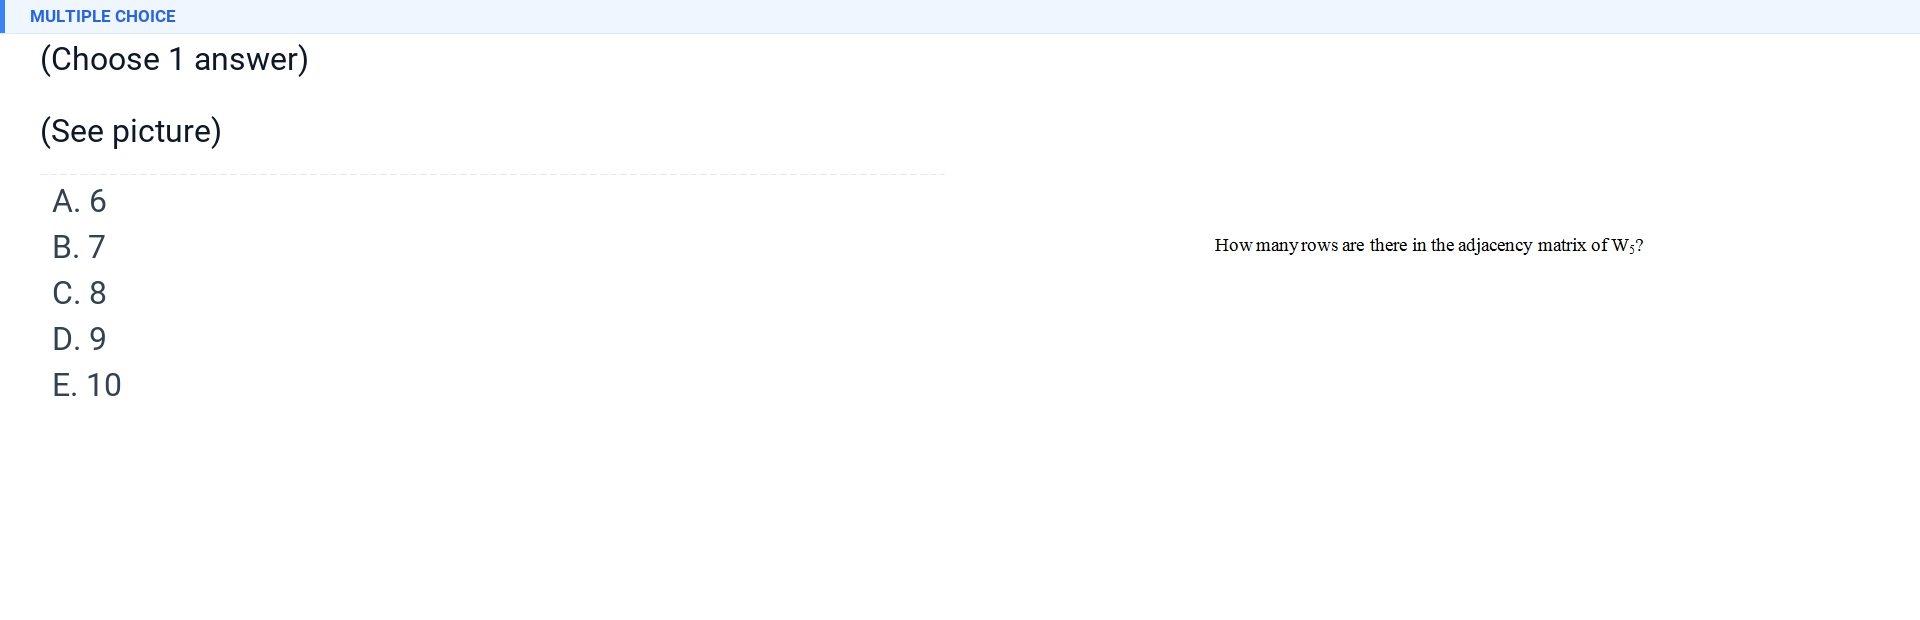 MULTIPLE CHOICE
(Choose 1 answer)
(See picture)
A. 6
B. 7
C. 8
D. 9
E. 10
How many rows are there in the adjacency matrix of W₅?